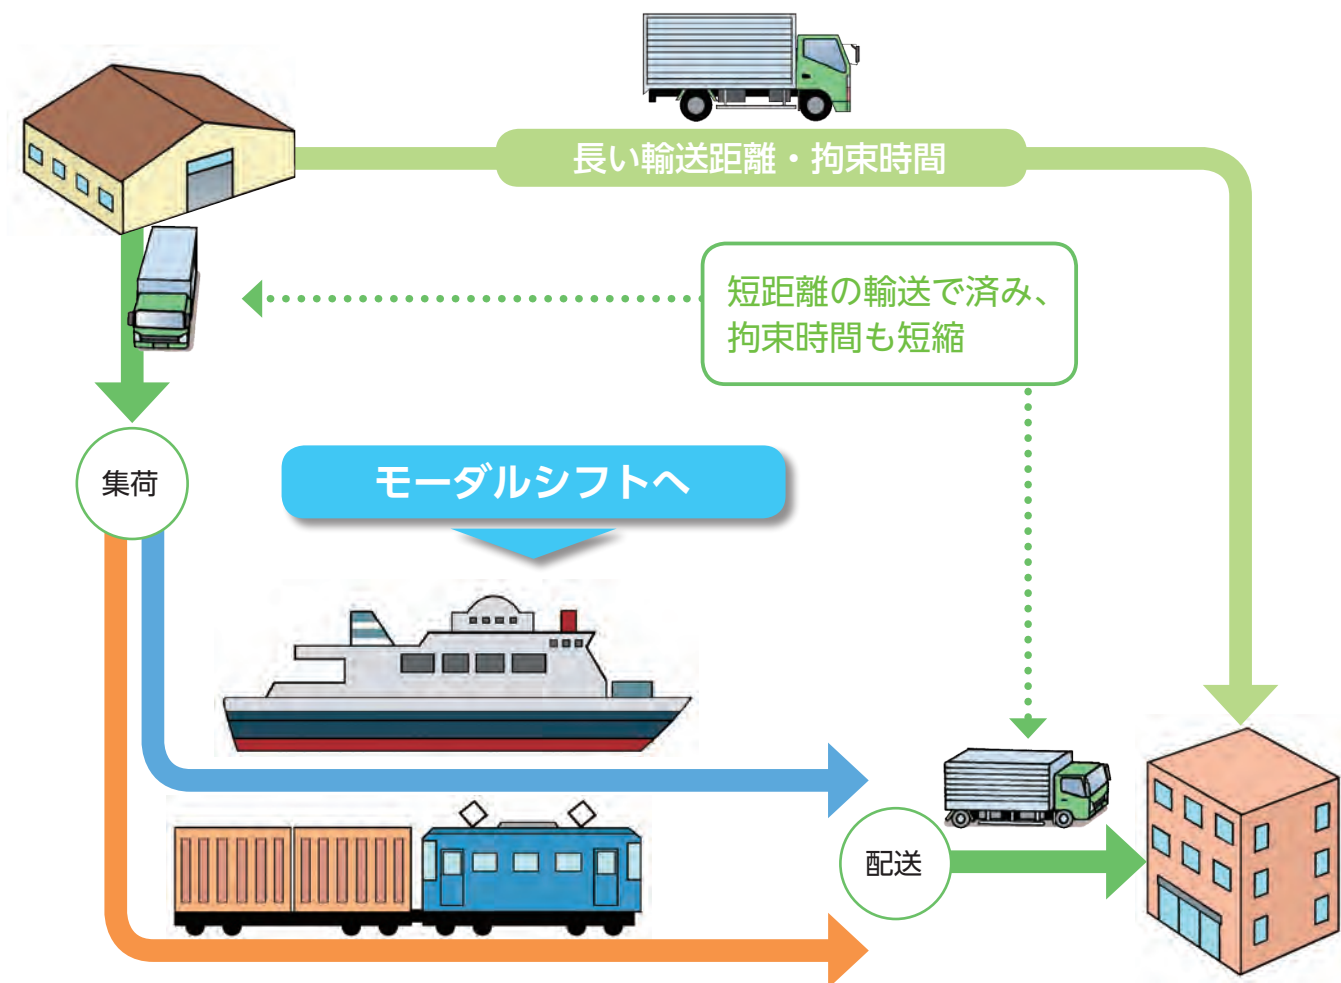 長い輸送距離・拘束時間
短距離の輸送で済み、
拘束時間も短縮
集荷
モーダルシフトへ
配送